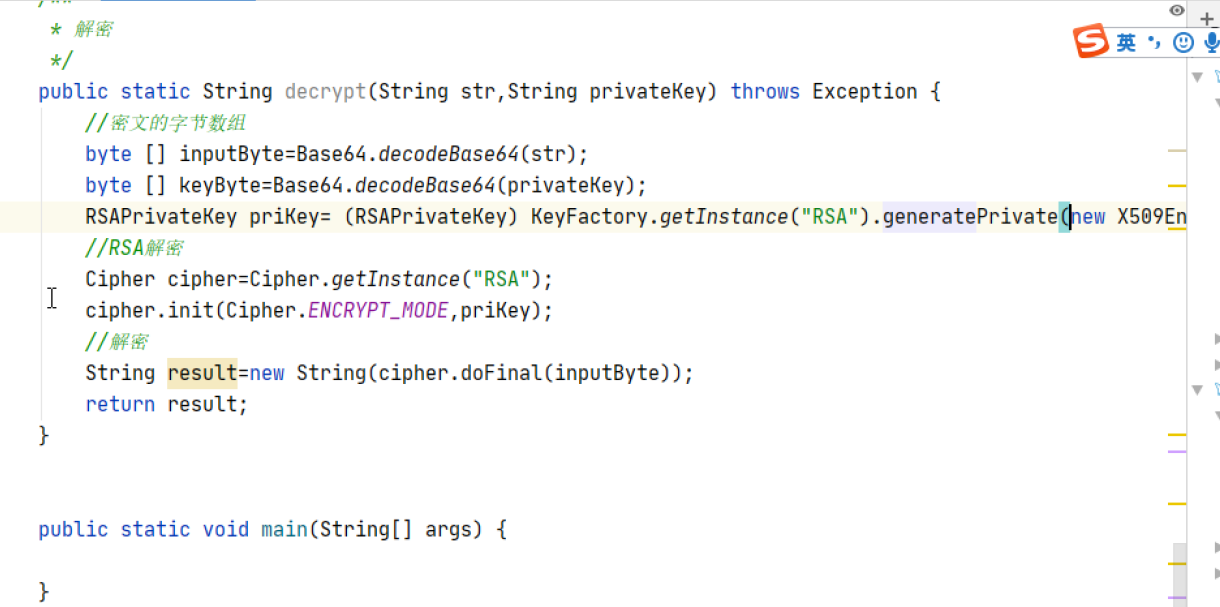 /**
* 解密
*/
public static String decrypt(String str,String privateKey) throws Exception {
//密文的字节数组
byte [] inputByte=Base64.decodeBase64(str);
byte [] keyByte=Base64.decodeBase64(privateKey);
RSAPrivateKey priKey= (RSAPrivateKey) KeyFactory.getInstance("RSA").generatePrivate(new X509En
//RSA解密
Cipher cipher=Cipher.getInstance("RSA");
cipher.init(Cipher.ENCRYPT_MODE,priKey);
//解密
String result=new String(cipher.doFinal(inputByte));
return result;
}
public static void main(String[] args) {
}
英